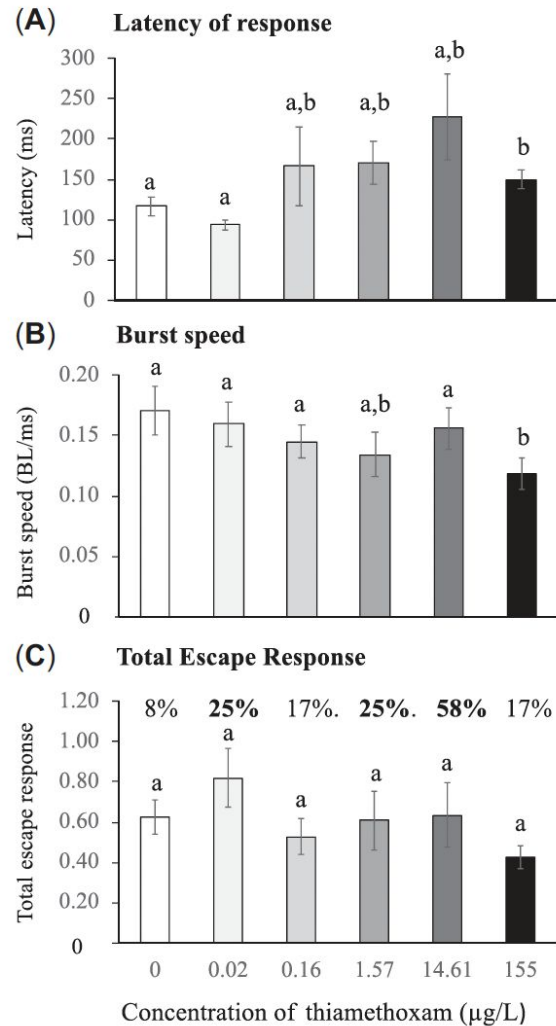 (A) Latency of response
300
250
200
150
100
50
0
Latency (ms)
a
a
a,b
a,b
a,b
b
(B) Burst speed
0.20
0.15
0.10
0.05
0
Burst speed (BL/ms)
a
a
a
a,b
a
b
(C) Total Escape Response
1.20
1.00
0.80
0.60
0.40
0.20
0
Total escape response
8% 25% 17%. 25%. 58% 17%
a
a
a
a
a
a
0 0.02 0.16 1.57 14.61 155
Concentration of thiamethoxam (µg/L)